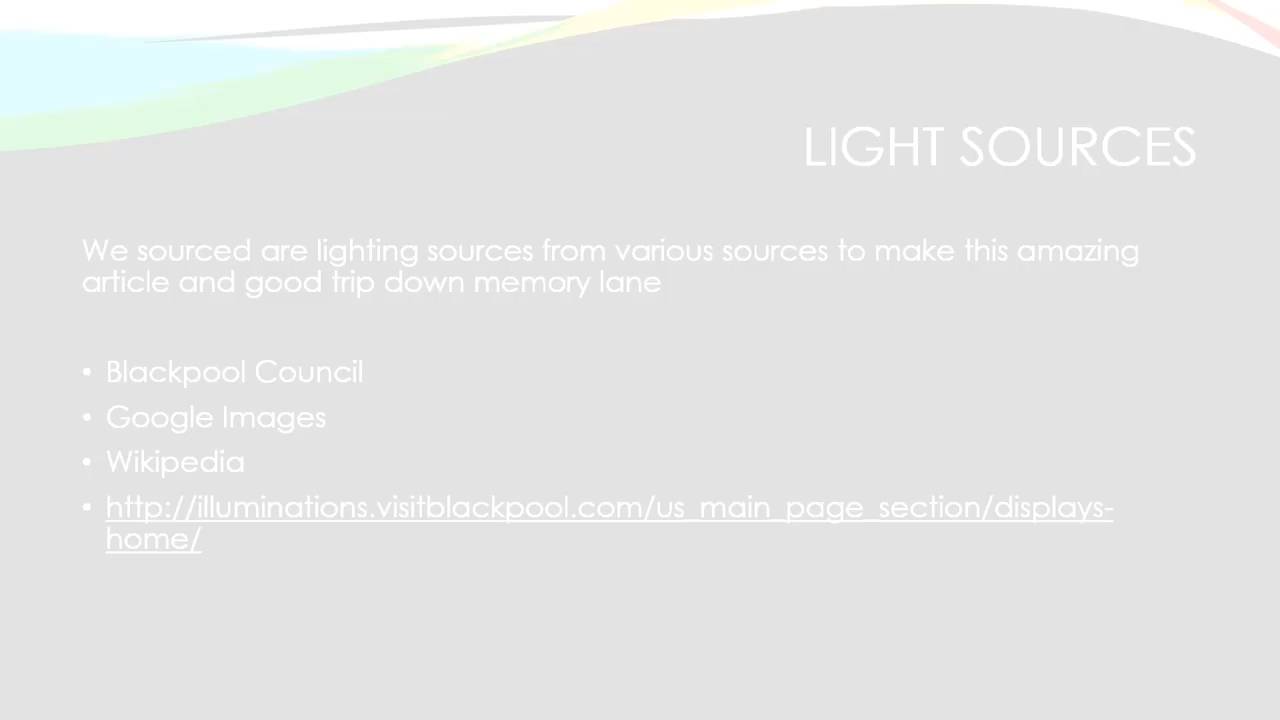 LIGHT SOURCES
We sourced are lighting sources from various sources to make this amazing
article and good trip down memory lane
• Blackpool Council
• Google Images
• Wikipedia
• http://illuminations.visitblackpool.com/us_main_page_section/displays-
home/